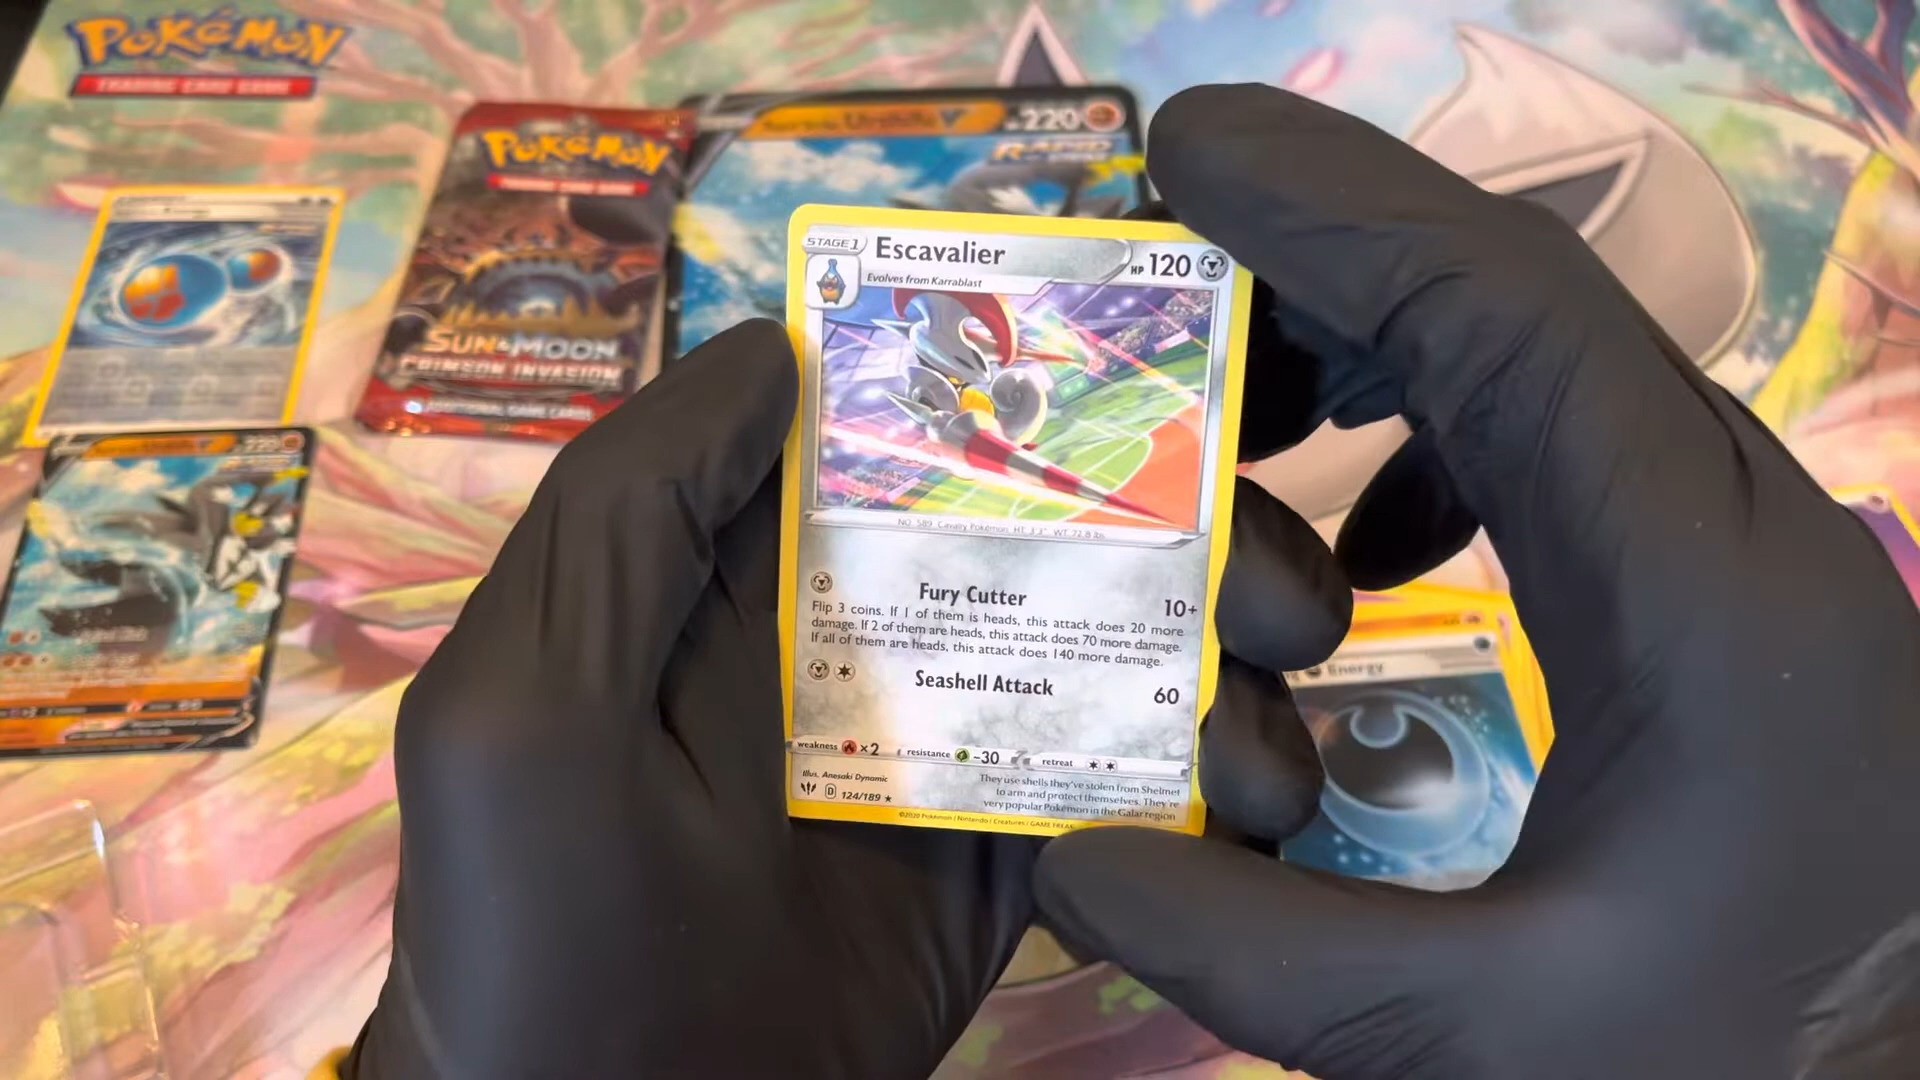 POKéMON
TRADING CARD GAME
POKéMON
SUN & MOON
CRIMSON INVASION
ADDITIONAL GAME CARDS
220
RAPID
220
STAGE 1
Escavalier
HP 120
Evolves from Karrablast
NO. 589 Cavalry Pokémon HT: 3'3" WT: 72.8 lbs.
Fury Cutter
10+
Flip 3 coins. If 1 of them is heads, this attack does 20 more
damage. If 2 of them are heads, this attack does 70 more damage.
If all of them are heads, this attack does 140 more damage.
Seashell Attack
60
weakness ×2 resistance -30 retreat
Illus. Anesaki Dynamic
D 124/189 ★
They use shells they've stolen from Shelmet
to arm and protect themselves. They're
very popular Pokémon in the Galar region
©2020 Pokémon / Nintendo / Creatures / GAME FREAK
Energy